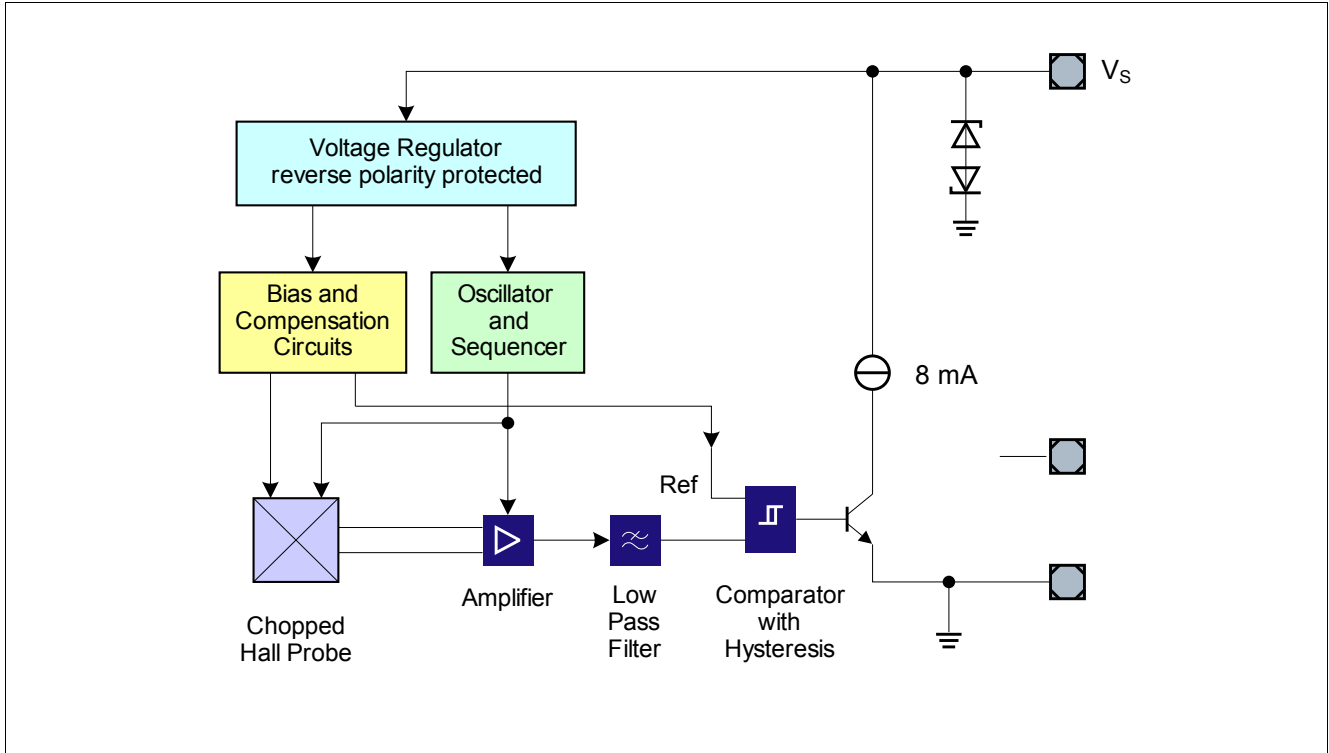 V_S
Voltage Regulator
reverse polarity protected
Bias and
Compensation
Circuits
Oscillator
and
Sequencer
8 mA
Ref
Amplifier
Low
Pass
Filter
Comparator
with
Hysteresis
Chopped
Hall Probe